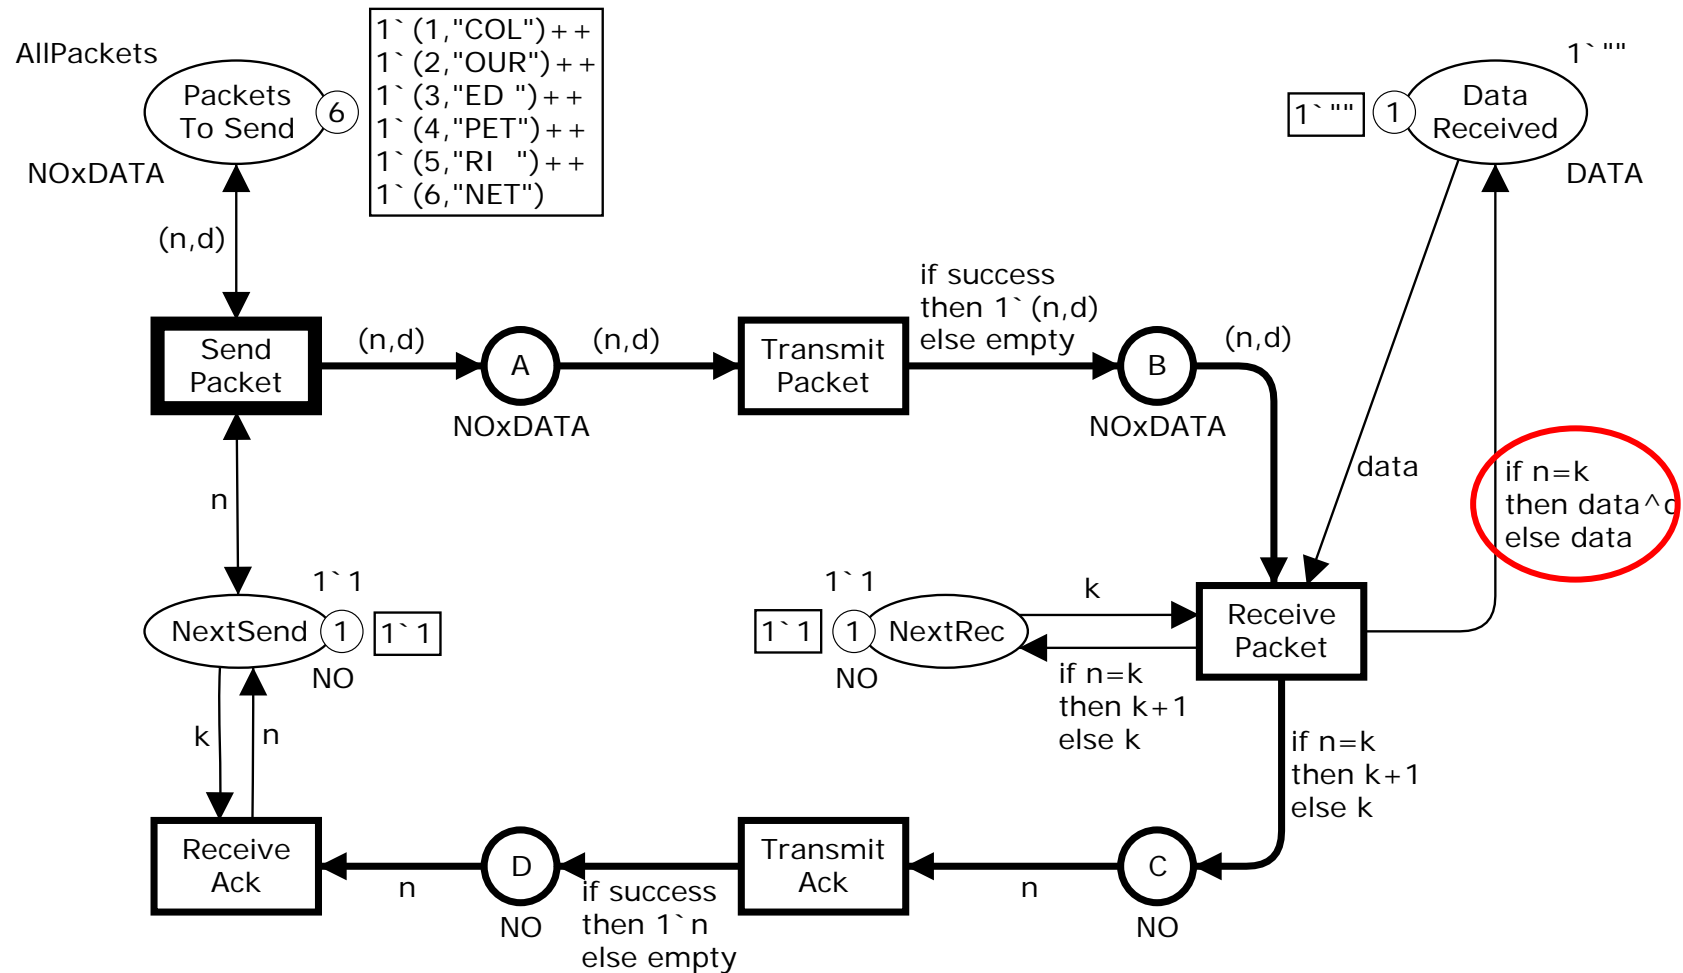 AllPackets
Packets
To Send
6
NOxDATA
1`(1,"COL")++
1`(2,"OUR")++
1`(3,"ED ")++
1`(4,"PET")++
1`(5,"RI  ")++
1`(6,"NET")
1`""
1`""
1
Data
Received
DATA
(n,d)
Send
Packet
(n,d)
A
NOxDATA
(n,d)
Transmit
Packet
if success
then 1`(n,d)
else empty
B
NOxDATA
(n,d)
data
if n=k
then data^d
else data
n
1`1
NextSend
1
1`1
NO
1`1
1`1
1
NextRec
NO
k
if n=k
then k+1
else k
Receive
Packet
if n=k
then k+1
else k
k
n
Receive
Ack
n
D
NO
if success
then 1`n
else empty
Transmit
Ack
n
C
NO